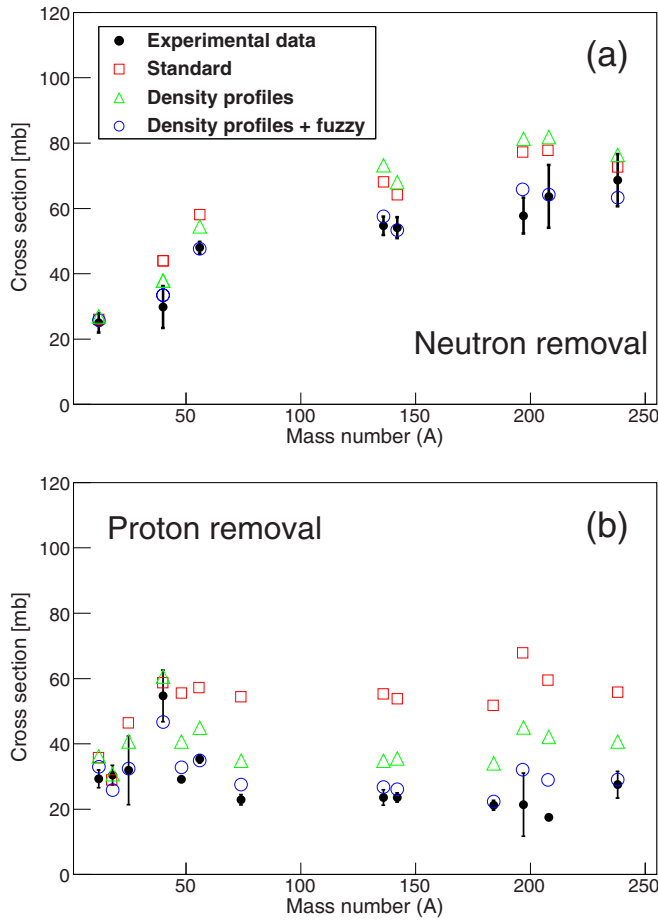 (a)
Experimental data
Standard
Density profiles
Density profiles + fuzzy
Neutron removal
Cross section [mb]
120
100
80
60
40
20
0
50 100 150 200 250
Mass number (A)
Proton removal
(b)
Cross section [mb]
120
100
80
60
40
20
0
50 100 150 200 250
Mass number (A)